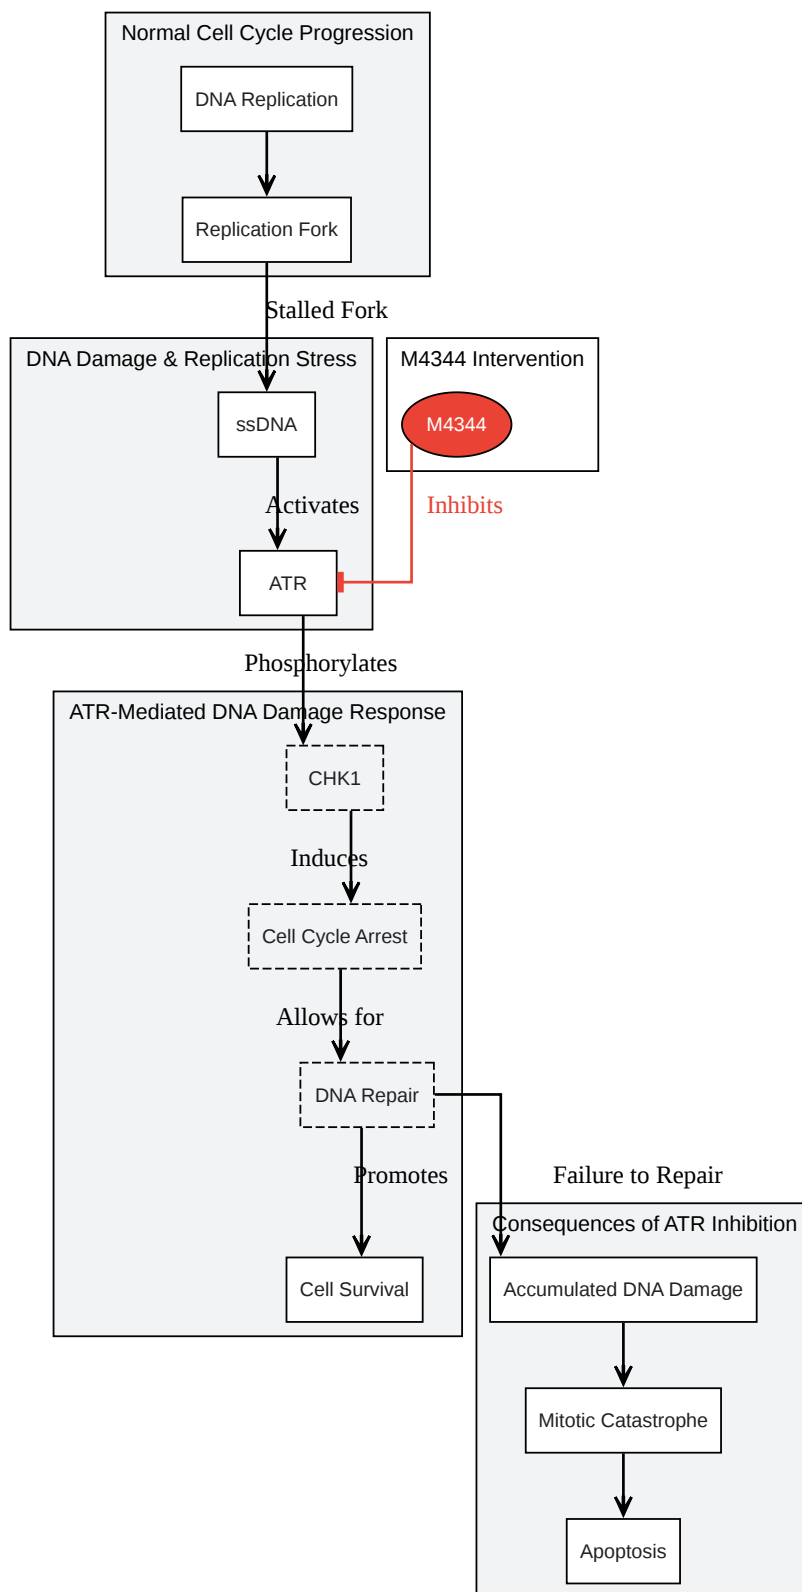 Normal Cell Cycle Progression
DNA Replication
Replication Fork
Stalled Fork
DNA Damage & Replication Stress
M4344 Intervention
ssDNA
M4344
Activates
Inhibits
ATR
Phosphorylates
ATR-Mediated DNA Damage Response
CHK1
Induces
Cell Cycle Arrest
Allows for
DNA Repair
Promotes
Failure to Repair
Consequences of ATR Inhibition
Cell Survival
Accumulated DNA Damage
Mitotic Catastrophe
Apoptosis